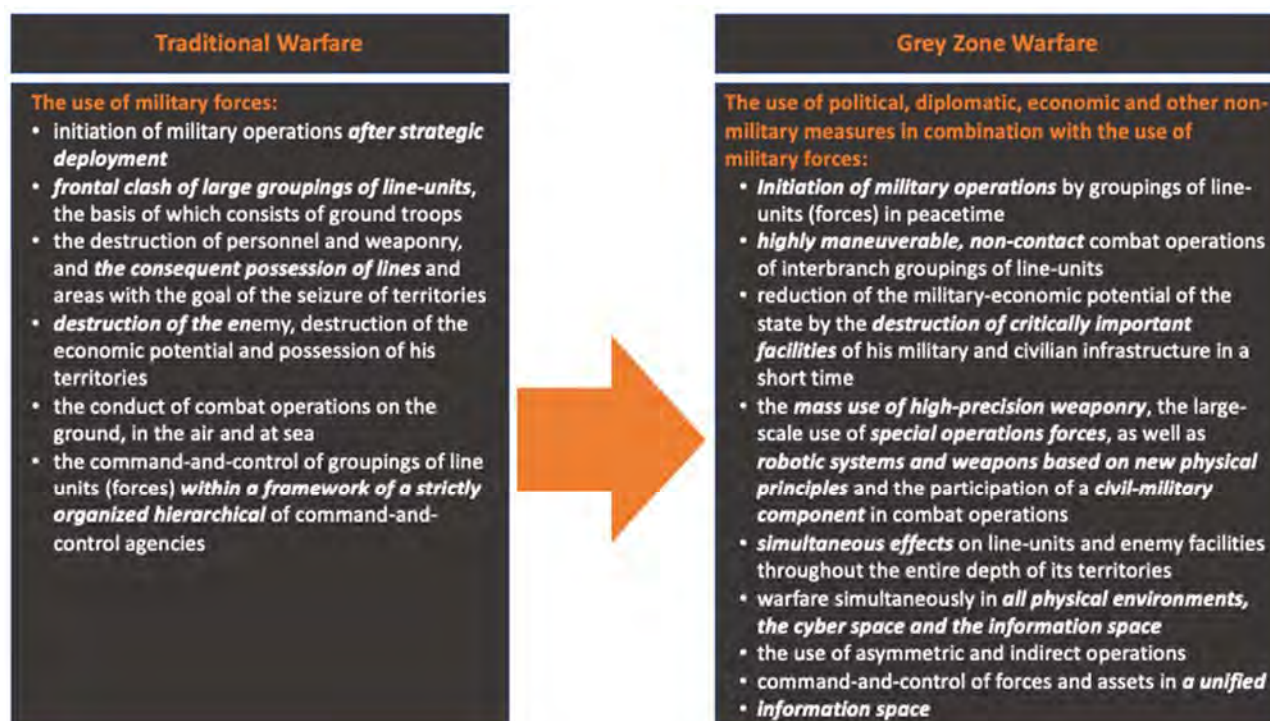 Traditional Warfare
The use of military forces:
• initiation of military operations after strategic
deployment
• frontal clash of large groupings of line-units,
the basis of which consists of ground troops
• the destruction of personnel and weaponry,
and the consequent possession of lines and
areas with the goal of the seizure of territories
• destruction of the enemy, destruction of the
economic potential and possession of his
territories
• the conduct of combat operations on the
ground, in the air and at sea
• the command-and-control of groupings of line
units (forces) within a framework of a strictly
organized hierarchical of command-and-
control agencies
Grey Zone Warfare
The use of political, diplomatic, economic and other non-
military measures in combination with the use of
military forces:
• Initiation of military operations by groupings of line-
units (forces) in peacetime
• highly maneuverable, non-contact combat operations
of interbranch groupings of line-units
• reduction of the military-economic potential of the
state by the destruction of critically important
facilities of his military and civilian infrastructure in a
short time
• the mass use of high-precision weaponry, the large-
scale use of special operations forces, as well as
robotic systems and weapons based on new physical
principles and the participation of a civil-military
component in combat operations
• simultaneous effects on line-units and enemy facilities
throughout the entire depth of its territories
• warfare simultaneously in all physical environments,
the cyber space and the information space
• the use of asymmetric and indirect operations
• command-and-control of forces and assets in a unified
• information space